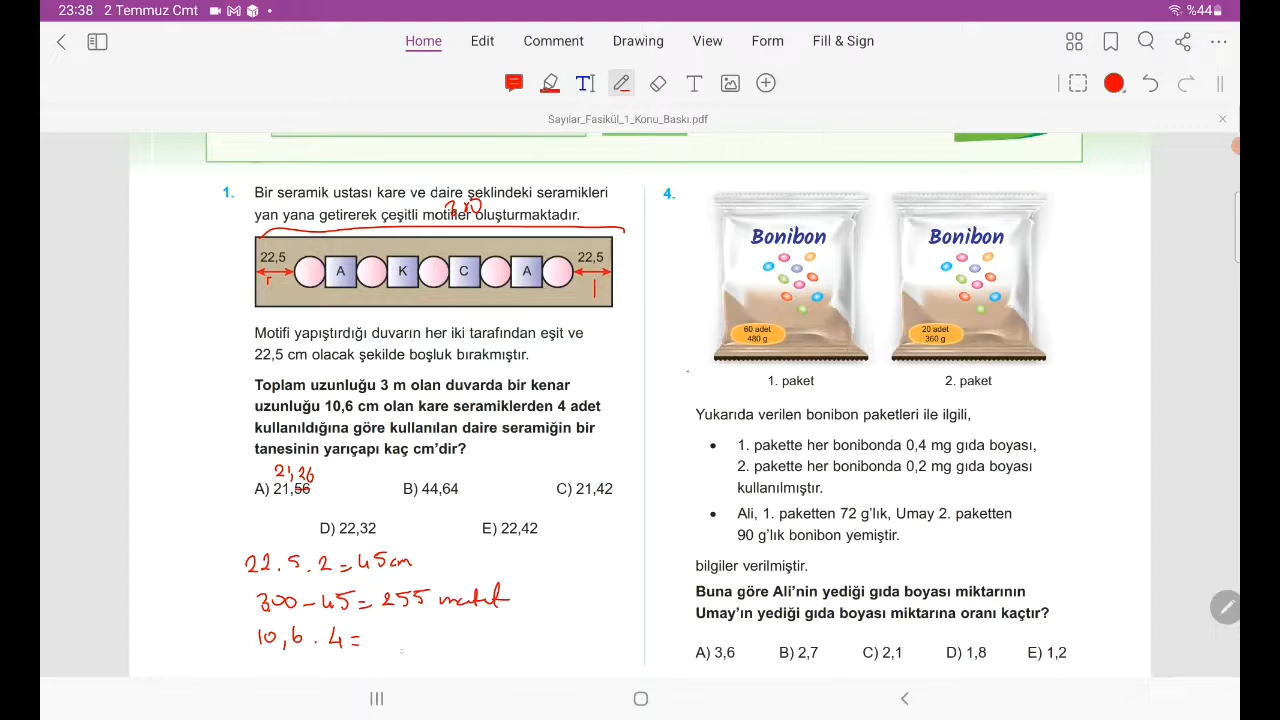 23:38 2 Temmuz Cmt
%44
Home Edit Comment Drawing View Form Fill & Sign
Sayılar_Fasikül_1_Konu_Baskı.pdf
1. Bir seramik ustası kare ve daire şeklindeki seramikleri
yan yana getirerek çeşitli motifler oluşturmaktadır.
300
22,5 A K C A 22,5
Motifi yapıştırdığı duvarın her iki tarafından eşit ve
22,5 cm olacak şekilde boşluk bırakmıştır.
Toplam uzunluğu 3 m olan duvarda bir kenar
uzunluğu 10,6 cm olan kare seramiklerden 4 adet
kullanıldığına göre kullanılan daire seramiğin bir
tanesinin yarıçapı kaç cm'dir?
21,26
A) 21,56 B) 44,64 C) 21,42
D) 22,32 E) 22,42
22.5.2=45cm
300-45=255
10,6.4=
4.
Bonibon Bonibon
60 adet 20 adet
480 g 360 g
1. paket 2. paket
Yukarıda verilen bonibon paketleri ile ilgili,
• 1. pakette her bonibonda 0,4 mg gıda boyası,
2. pakette her bonibonda 0,2 mg gıda boyası
kullanılmıştır.
• Ali, 1. paketten 72 g'lık, Umay 2. paketten
90 g'lık bonibon yemiştir.
bilgiler verilmiştir.
Buna göre Ali'nin yediği gıda boyası miktarının
Umay'ın yediği gıda boyası miktarına oranı kaçtır?
A) 3,6 B) 2,7 C) 2,1 D) 1,8 E) 1,2